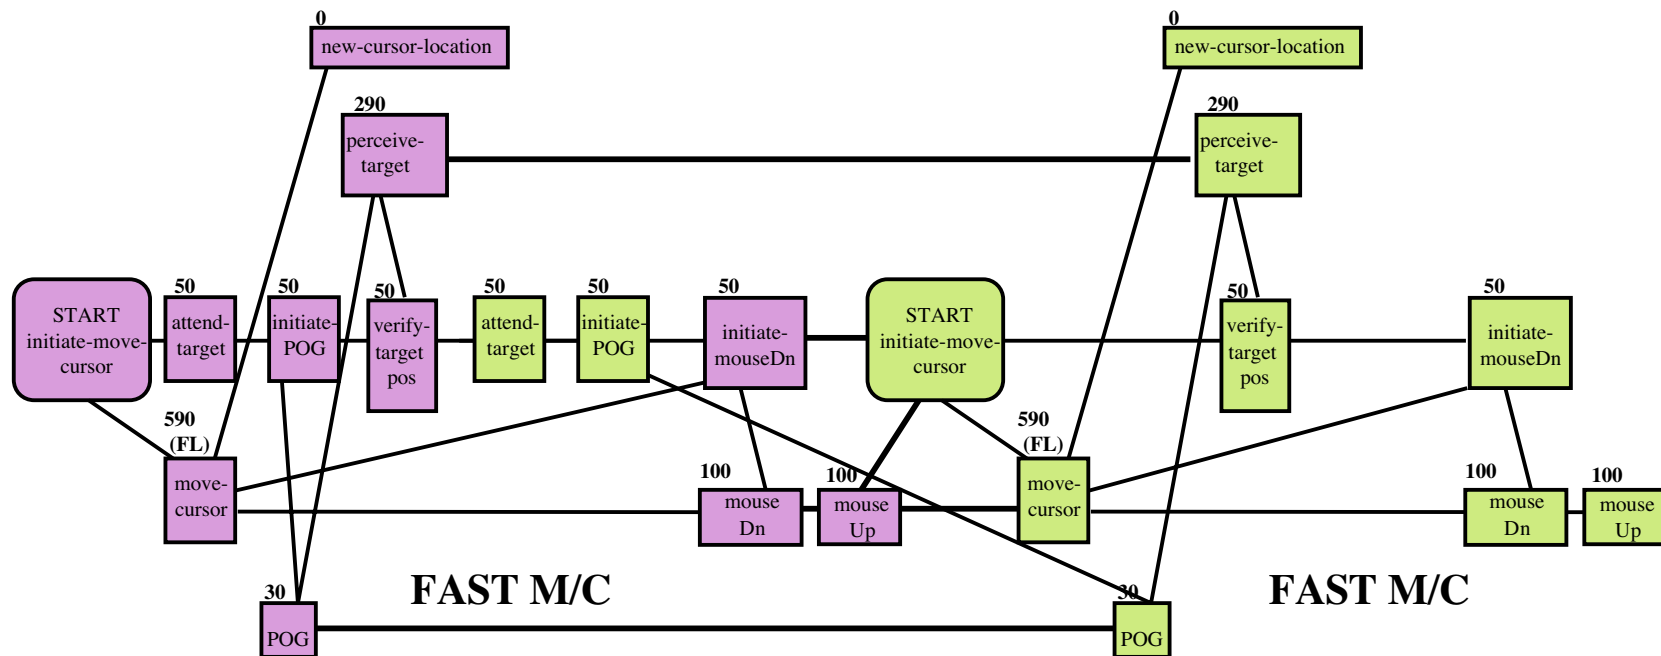 0
new-cursor-location
0
new-cursor-location
290
perceive-
target
290
perceive-
target
START
initiate-move-
cursor
50
attend-
target
50
initiate-
POG
50
verify-
target
pos
50
attend-
target
50
initiate-
POG
50
initiate-
mouseDn
START
initiate-move-
cursor
50
verify-
target
pos
50
initiate-
mouseDn
590
(FL)
move-
cursor
100
mouse
Dn
100
mouse
Up
590
(FL)
move-
cursor
100
mouse
Dn
100
mouse
Up
FAST M/C
FAST M/C
30
POG
30
POG